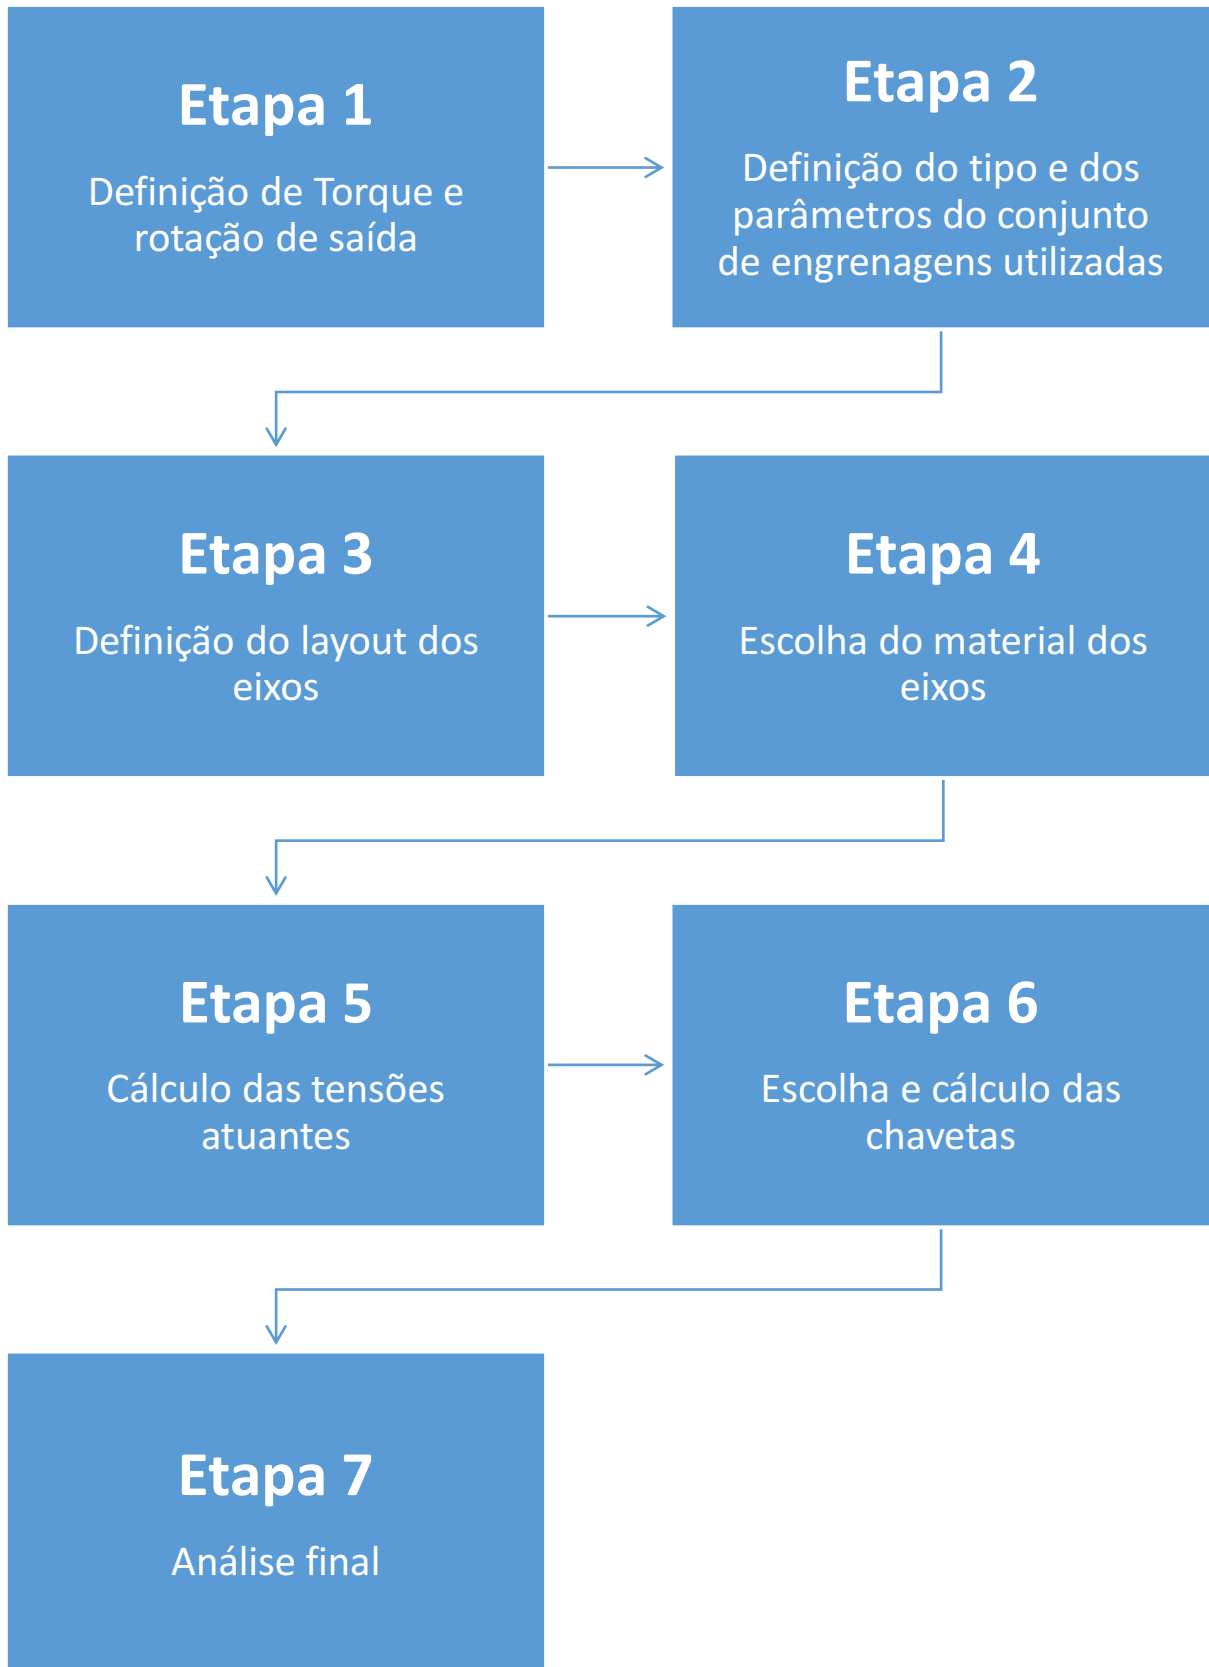 Etapa 1
Definição de Torque e
rotação de saída
Etapa 2
Definição do tipo e dos
parâmetros do conjunto
de engrenagens utilizadas
Etapa 3
Definição do layout dos
eixos
Etapa 4
Escolha do material dos
eixos
Etapa 5
Cálculo das tensões
atuantes
Etapa 6
Escolha e cálculo das
chavetas
Etapa 7
Análise final